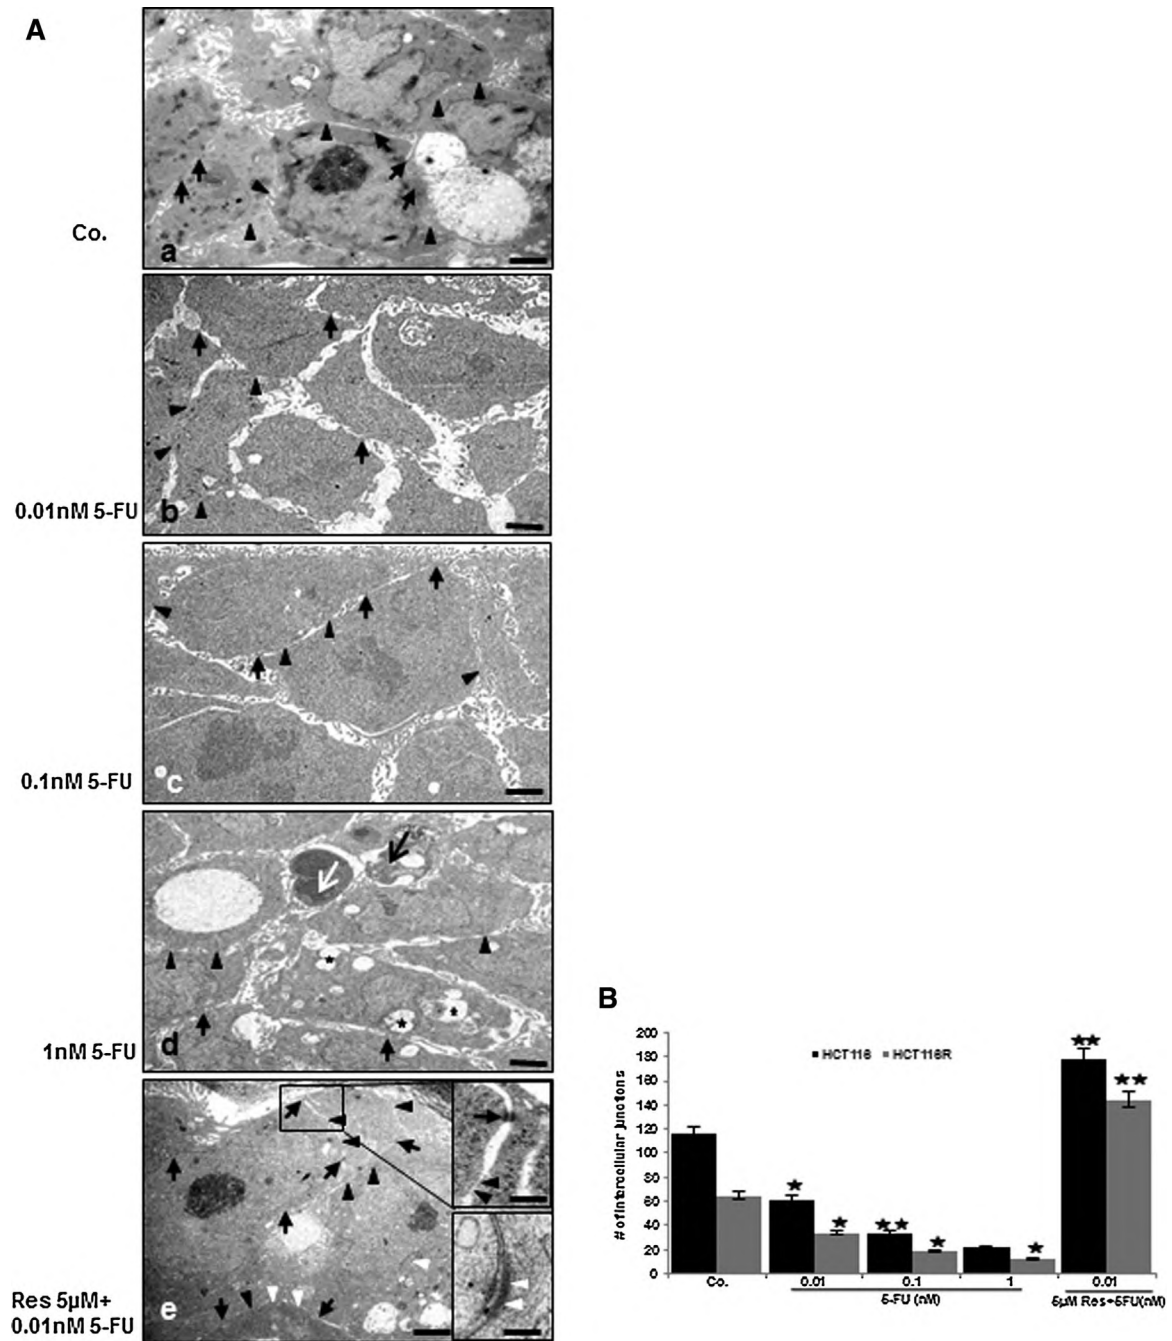 A
Co.
a
0.01nM 5-FU
b
0.1nM 5-FU
c
1nM 5-FU
d
Res 5µM+
0.01nM 5-FU
e
B
# of intercellular junctions
200
180
160
140
120
100
80
60
40
20
0
HCT116 HCT116R
Co. 0.01 0.1 1 0.01
5-FU (nM) 5µM Res+5FU(nM)